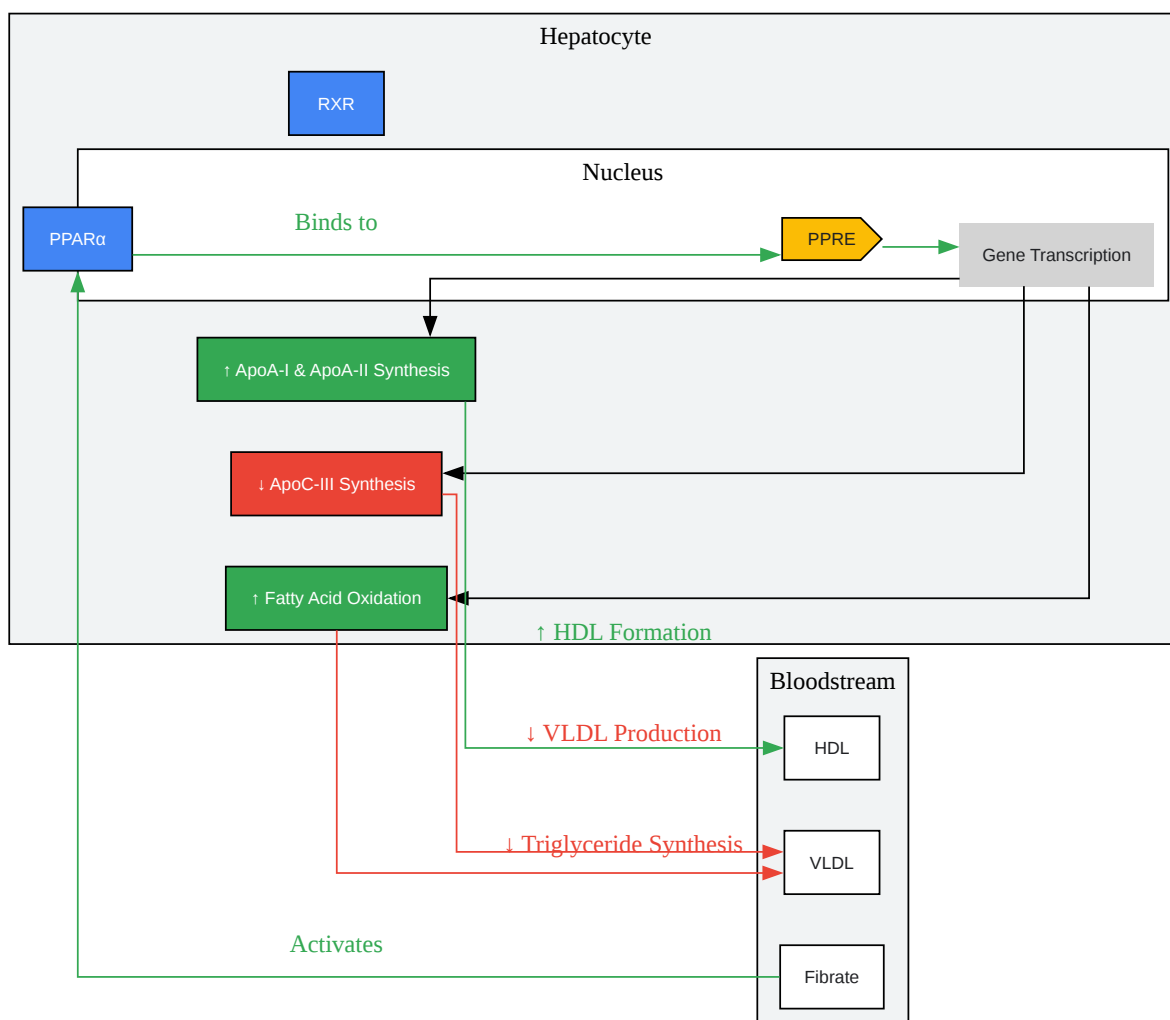 Hepatocyte
RXR
Nucleus
PPARα
Binds to
PPRE
Gene Transcription
↑ ApoA-I & ApoA-II Synthesis
↓ ApoC-III Synthesis
↑ Fatty Acid Oxidation
↑ HDL Formation
Bloodstream
↓ VLDL Production
HDL
↓ Triglyceride Synthesis
VLDL
Activates
Fibrate